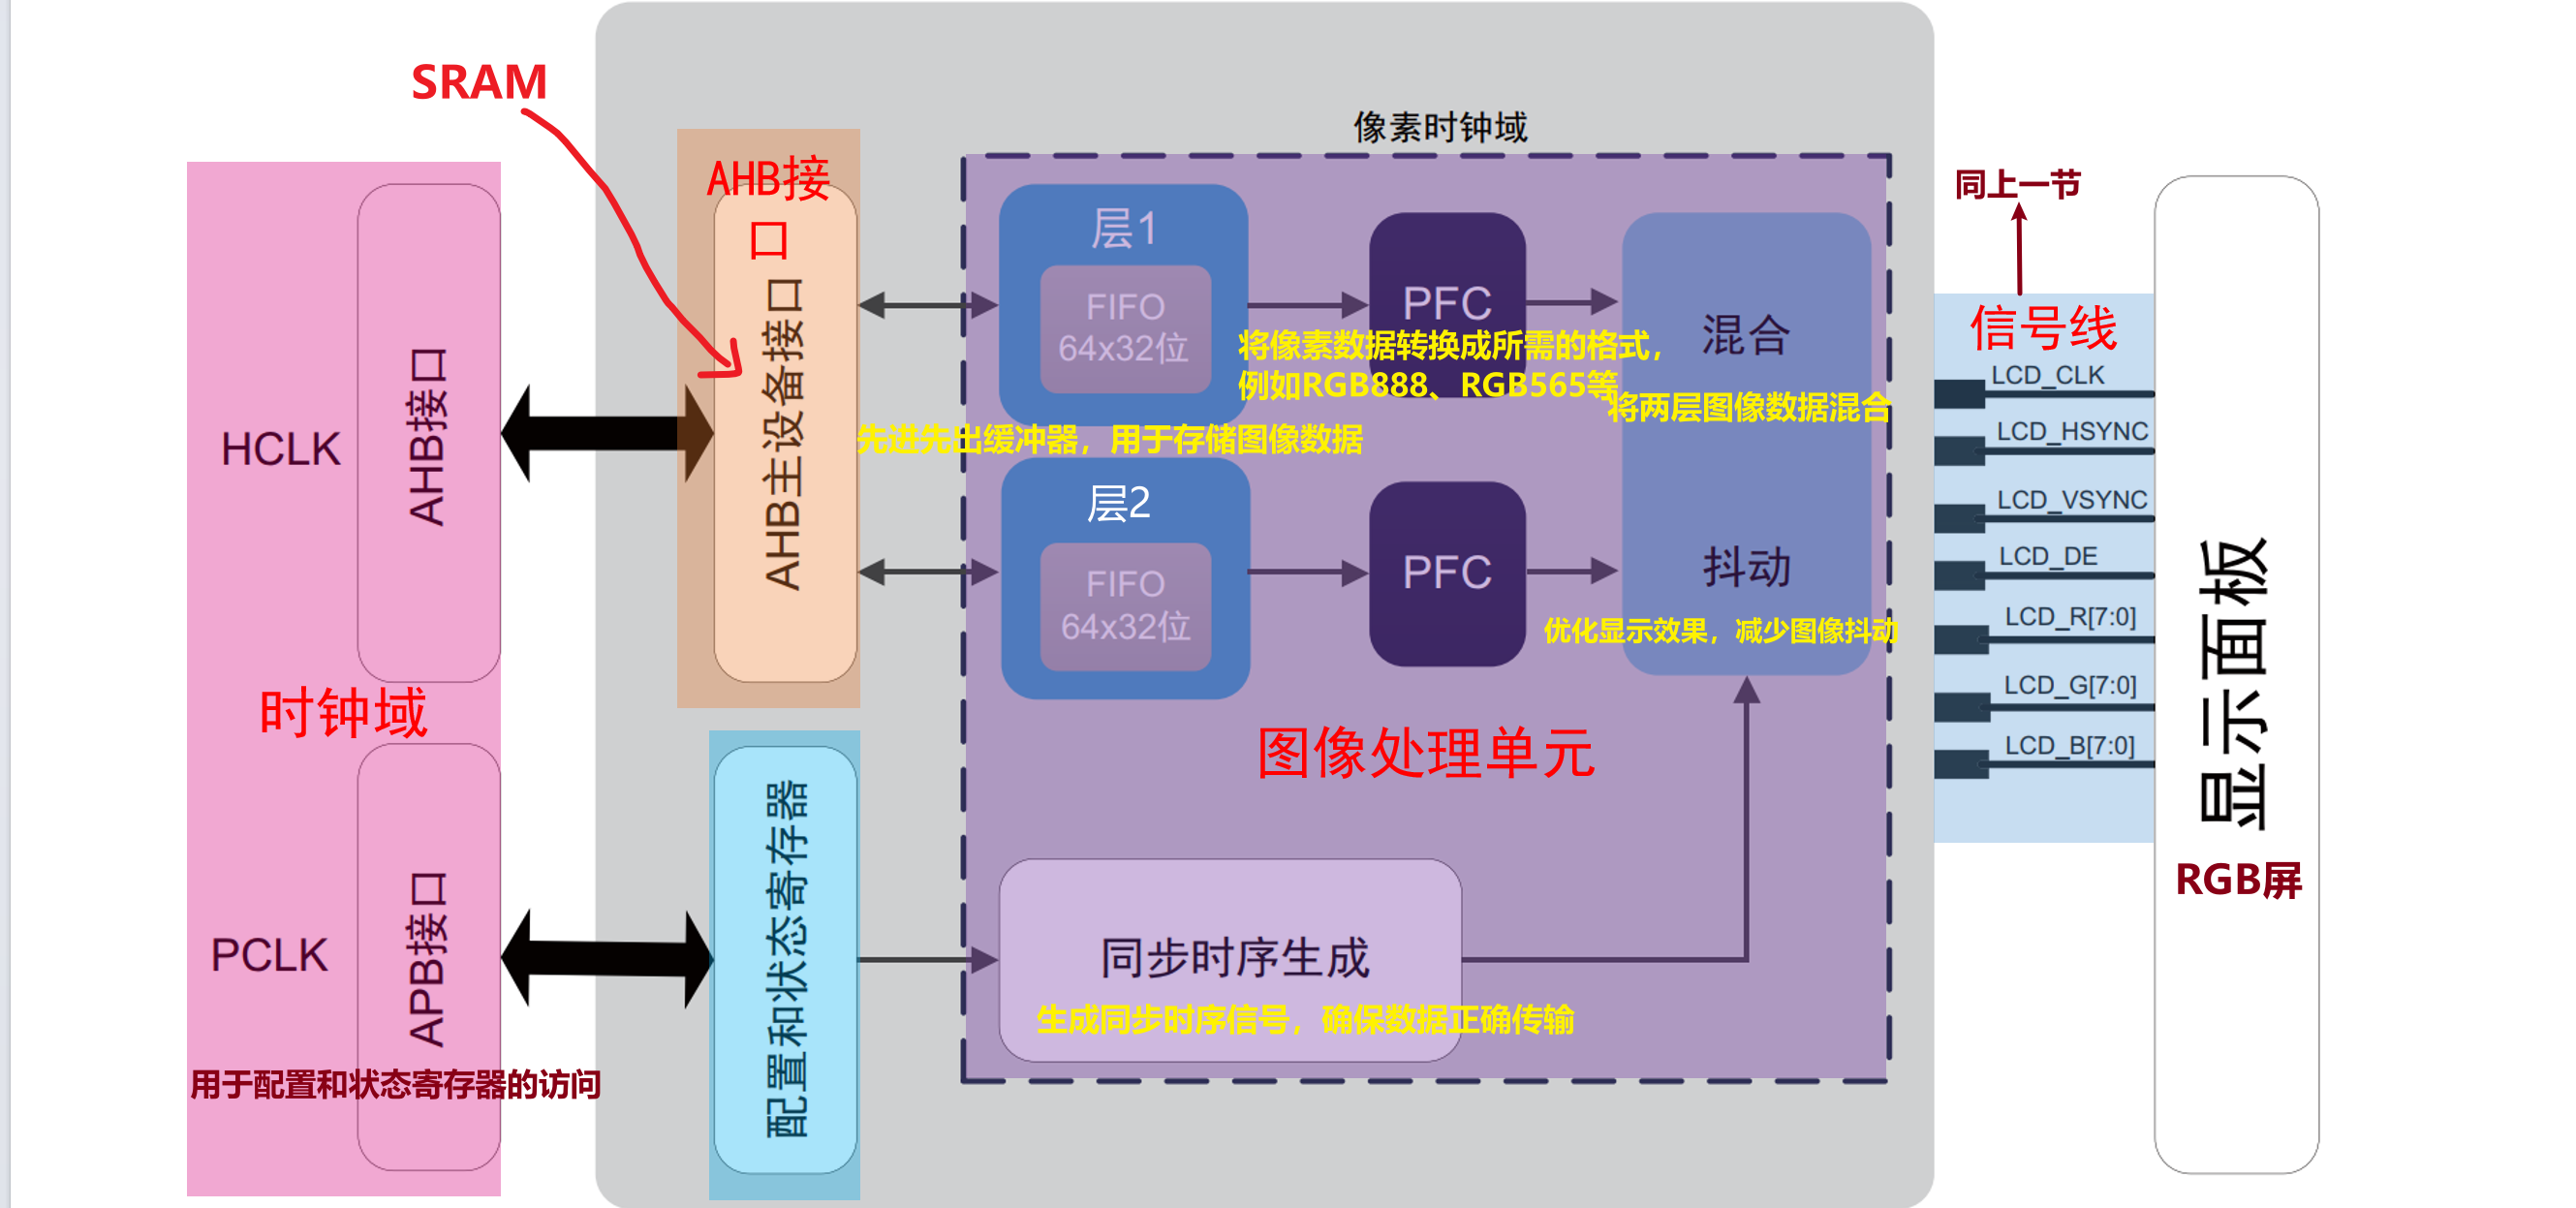 SRAM
HCLK
AHB接口
时钟域
PCLK
APB接口
用于配置和状态寄存器的访问
AHB接
口
AHB主设备接口
配置和状态寄存器
像素时钟域
层1
FIFO
64x32位
PFC
将像素数据转换成所需的格式，
例如RGB888、RGB565等
混合
将两层图像数据混合
先进先出缓冲器，用于存储图像数据
层2
FIFO
64x32位
PFC
抖动
优化显示效果，减少图像抖动
图像处理单元
同步时序生成
生成同步时序信号，确保数据正确传输
同上一节
信号线
LCD_CLK
LCD_HSYNC
LCD_VSYNC
LCD_DE
LCD_R[7:0]
LCD_G[7:0]
LCD_B[7:0]
显示面板
RGB屏